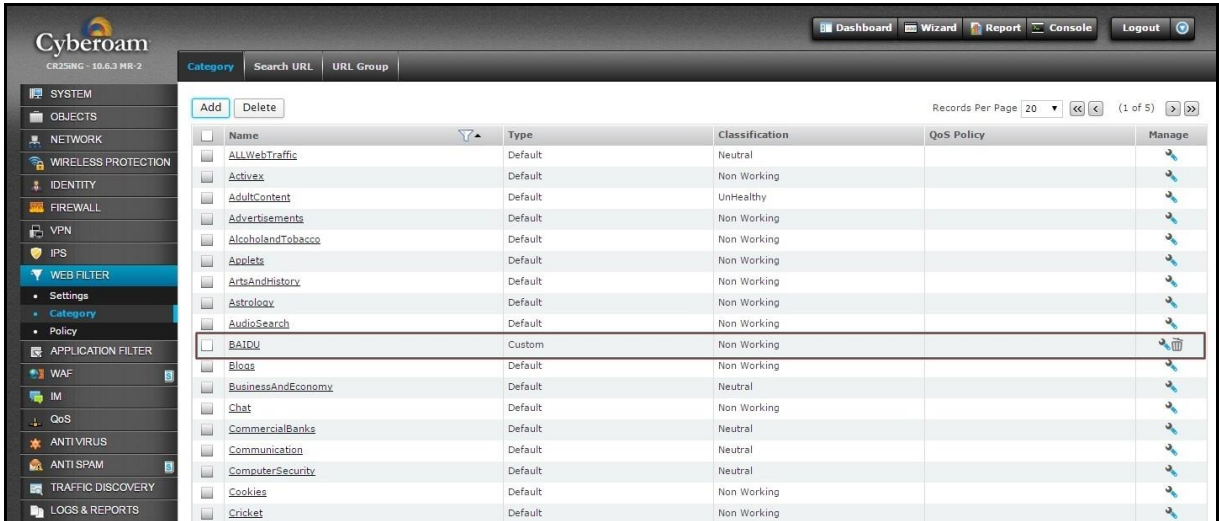 Dashboard Wizard Report Console Logout
Cyberoam
CR25iNG - 10.6.3 MR-2
Category Search URL URL Group
SYSTEM
OBJECTS
NETWORK
WIRELESS PROTECTION
IDENTITY
FIREWALL
VPN
IPS
WEB FILTER
• Settings
• Category
• Policy
APPLICATION FILTER
WAF
IM
QoS
ANTI VIRUS
ANTI SPAM
TRAFFIC DISCOVERY
LOGS & REPORTS
Add Delete Records Per Page 20 (1 of 5)
Name Type Classification QoS Policy Manage
ALLWebTraffic Default Neutral
Activex Default Non Working
AdultContent Default UnHealthy
Advertisements Default Non Working
AlcoholandTobacco Default Non Working
Applets Default Non Working
ArtsAndHistory Default Non Working
Astrology Default Non Working
AudioSearch Default Non Working
BAIDU Custom Non Working
Blogs Default Non Working
BusinessAndEconomy Default Neutral
Chat Default Non Working
CommercialBanks Default Neutral
Communication Default Neutral
ComputerSecurity Default Neutral
Cookies Default Non Working
Cricket Default Non Working